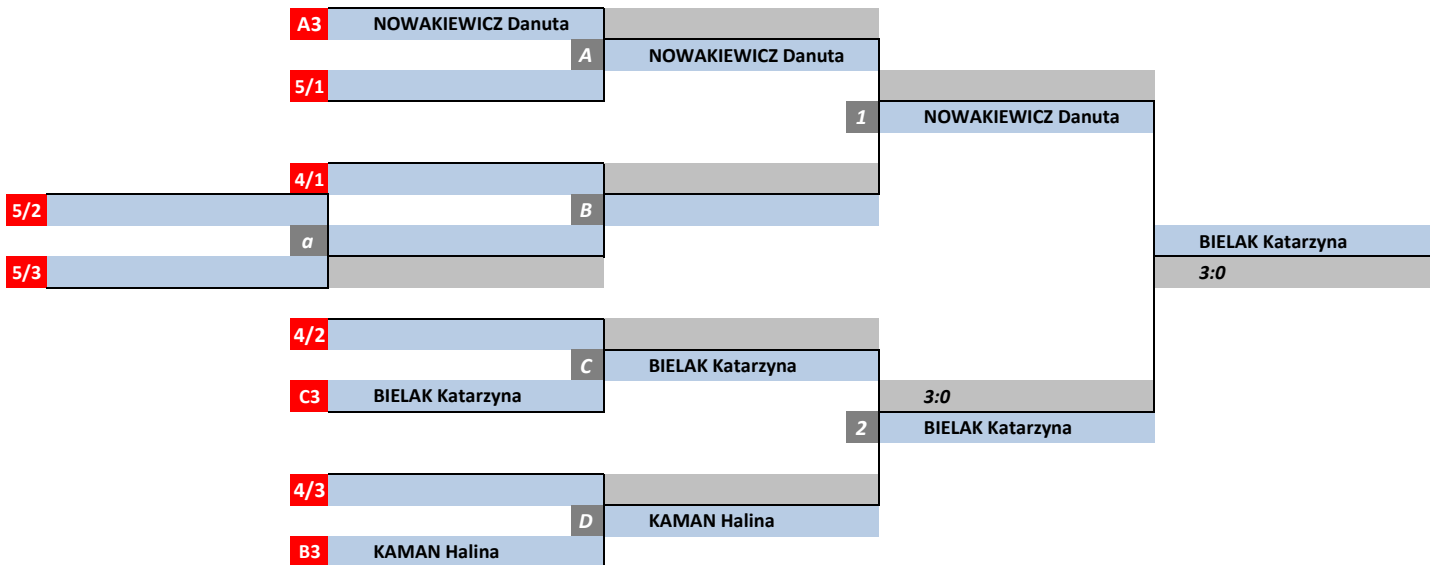 A3 NOWAKIEWICZ Danuta
A NOWAKIEWICZ Danuta
5/1
1 NOWAKIEWICZ Danuta
4/1
5/2 B
a BIELAK Katarzyna
5/3 3:0
4/2
C BIELAK Katarzyna
C3 BIELAK Katarzyna 3:0
2 BIELAK Katarzyna
4/3
D KAMAN Halina
B3 KAMAN Halina